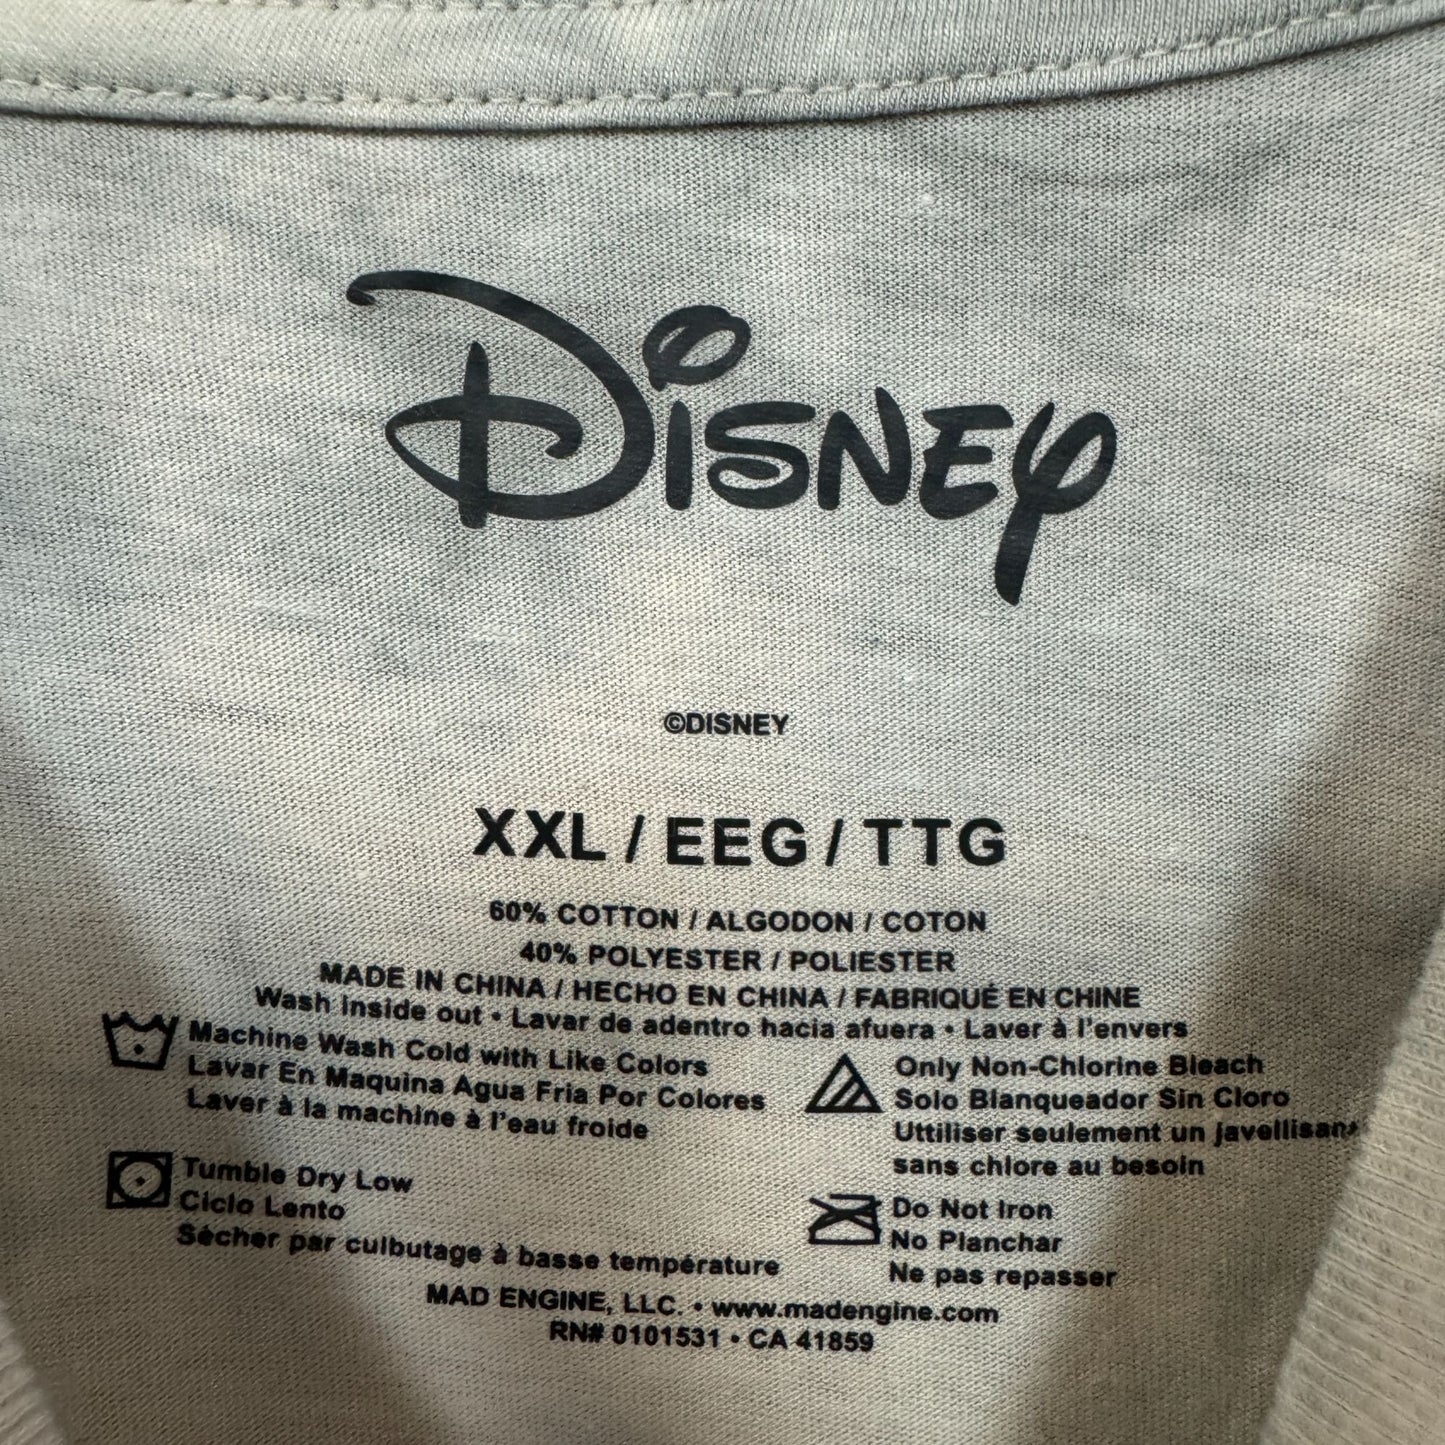 Disney
©DISNEY
XXL / EEG / TTG
60% COTTON / ALGODON / COTON
40% POLYESTER / POLIESTER
MADE IN CHINA / HECHO EN CHINA / FABRIQUÉ EN CHINE
Wash inside out • Lavar de adentro hacia afuera • Laver à l'envers
Machine Wash Cold with Like Colors
Lavar En Maquina Agua Fria Por Colores
Laver à la machine à l'eau froide
Only Non-Chlorine Bleach
Solo Blanqueador Sin Cloro
Uttiliser seulement un javellisant
sans chlore au besoin
Tumble Dry Low
Ciclo Lento
Sècher par culbutage à basse température
Do Not Iron
No Planchar
Ne pas repasser
MAD ENGINE, LLC. • www.madengine.com
RN# 0101531 • CA 41859